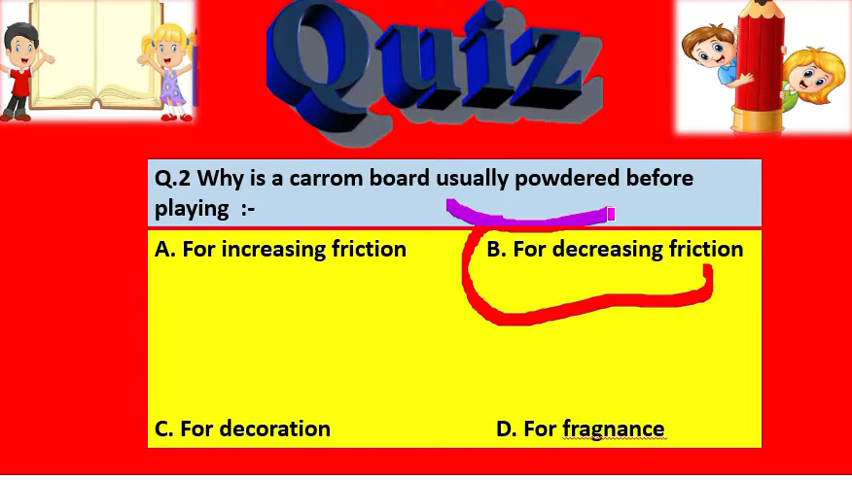 Quiz
Q.2 Why is a carrom board usually powdered before
playing :-
A. For increasing friction
B. For decreasing friction
C. For decoration
D. For fragnance